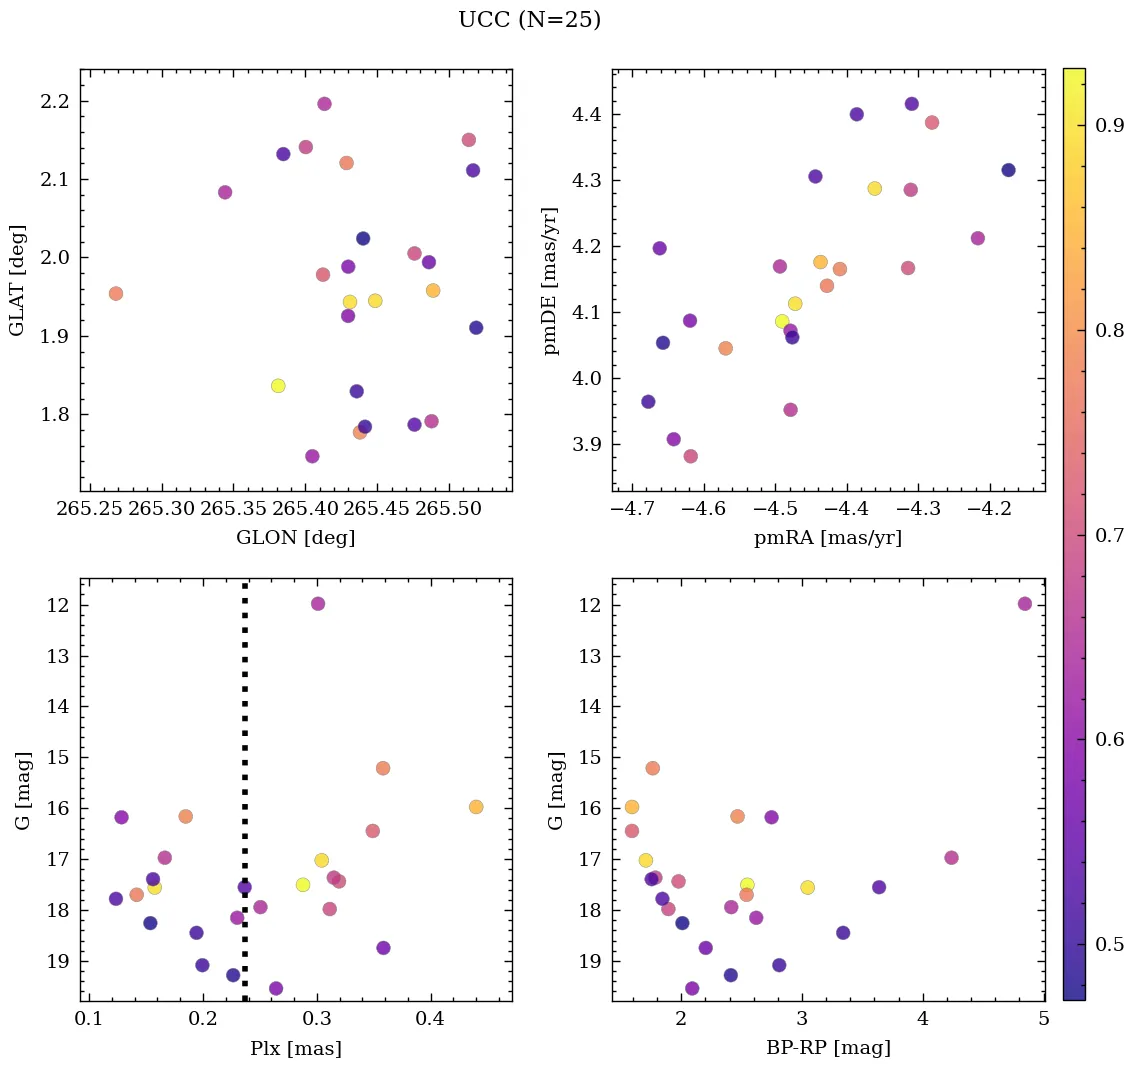 UCC (N=25)
2.2
2.1
2.0
1.9
1.8
GLAT [deg]
265.25 265.30 265.35 265.40 265.45 265.50
GLON [deg]
4.4
4.3
4.2
4.1
4.0
3.9
pmDE [mas/yr]
−4.7 −4.6 −4.5 −4.4 −4.3 −4.2
pmRA [mas/yr]
0.9
0.8
0.7
0.6
0.5
12
13
14
15
16
17
18
19
G [mag]
0.1 0.2 0.3 0.4
Plx [mas]
12
13
14
15
16
17
18
19
G [mag]
2 3 4 5
BP-RP [mag]